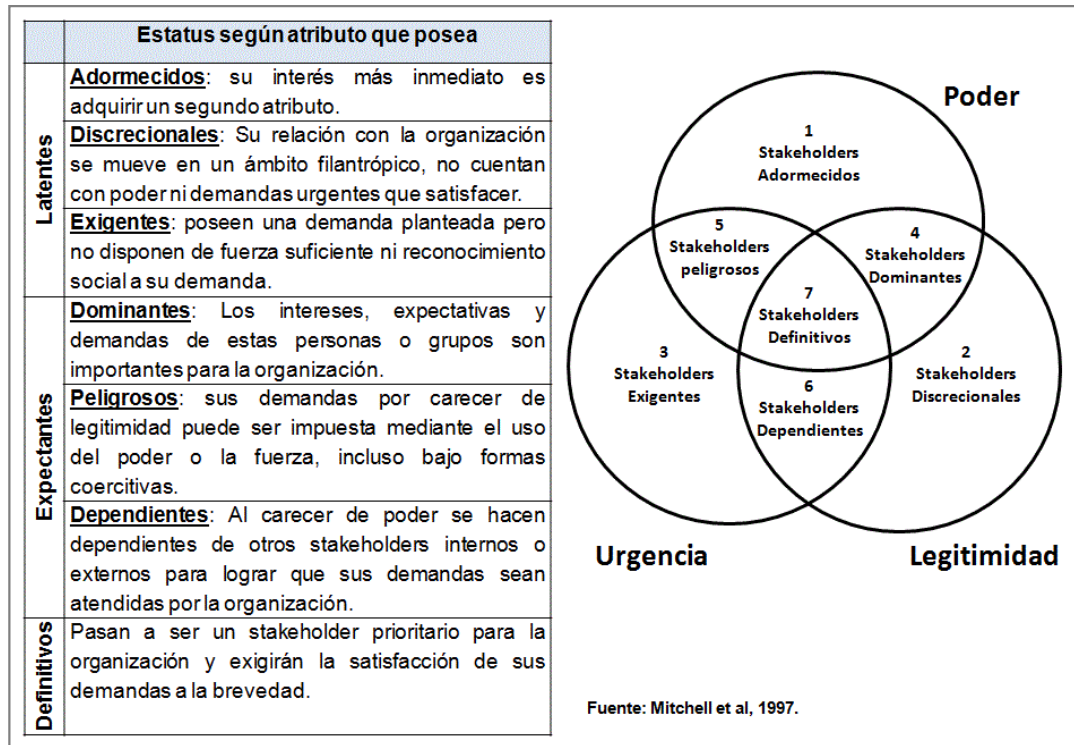 Estatus según atributo que posea
Latentes
Adormecidos: su interés más inmediato es
adquirir un segundo atributo.
Discrecionales: Su relación con la organización
se mueve en un ámbito filantrópico, no cuentan
con poder ni demandas urgentes que satisfacer.
Exigentes: poseen una demanda planteada pero
no disponen de fuerza suficiente ni reconocimiento
social a su demanda.
Expectantes
Dominantes: Los intereses, expectativas y
demandas de estas personas o grupos son
importantes para la organización.
Peligrosos: sus demandas por carecer de
legitimidad puede ser impuesta mediante el uso
del poder o la fuerza, incluso bajo formas
coercitivas.
Dependientes: Al carecer de poder se hacen
dependientes de otros stakeholders internos o
externos para lograr que sus demandas sean
atendidas por la organización.
Definitivos
Pasan a ser un stakeholder prioritario para la
organización y exigirán la satisfacción de sus
demandas a la brevedad.
Poder
1
Stakeholders
Adormecidos
5
Stakeholders
peligrosos
4
Stakeholders
Dominantes
7
Stakeholders
Definitivos
3
Stakeholders
Exigentes
2
Stakeholders
Discrecionales
6
Stakeholders
Dependientes
Urgencia
Legitimidad
Fuente: Mitchell et al, 1997.